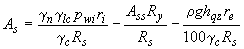 A_s = \frac{\gamma_n \gamma_{lc} p_{wi} r_i}{\gamma_c R_s} - \frac{A_{ss} R_y}{R_s} - \frac{\rho g h_{qz} r_e}{100 \gamma_c R_s}